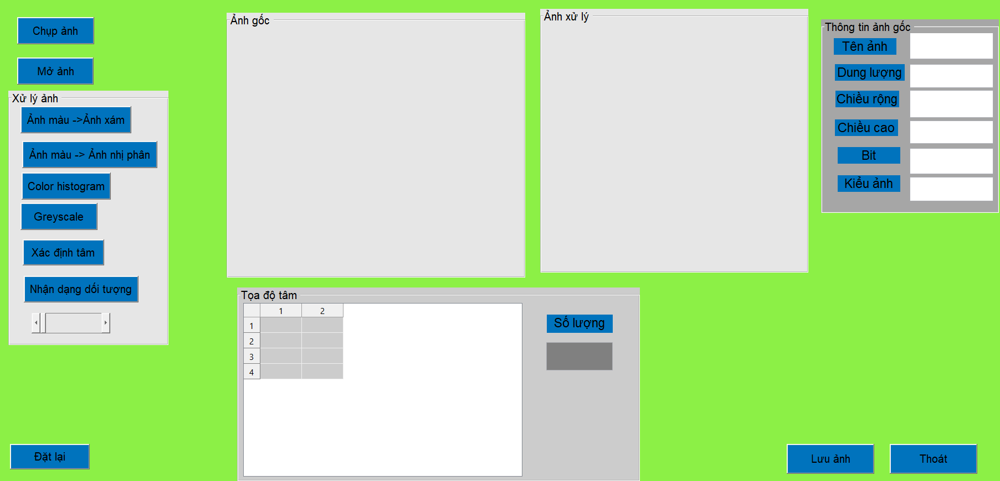 Chụp ảnh
Mở ảnh
Xử lý ảnh
Ảnh màu ->Ảnh xám
Ảnh màu -> Ảnh nhị phân
Color histogram
Greyscale
Xác định tâm
Nhận dạng dối tượng
Đặt lại
Ảnh gốc
Ảnh xử lý
Tọa độ tâm
1 2
1
2
3
4
Số lượng
Thông tin ảnh gốc
Tên ảnh
Dung lượng
Chiều rộng
Chiều cao
Bit
Kiểu ảnh
Lưu ảnh
Thoát